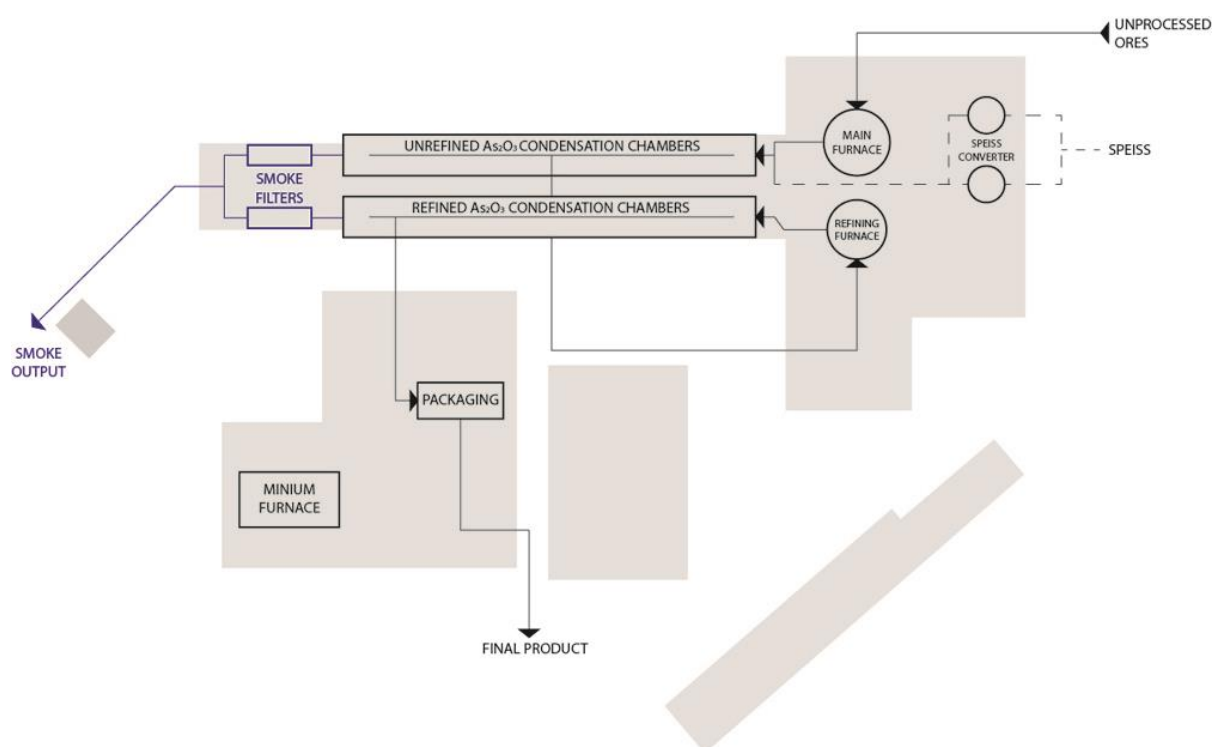 UNPROCESSED
ORES
MAIN
FURNACE
SPEISS
CONVERTER
SPEISS
UNREFINED As₂O₃ CONDENSATION CHAMBERS
SMOKE
FILTERS
REFINED As₂O₃ CONDENSATION CHAMBERS
REFINING
FURNACE
SMOKE
OUTPUT
PACKAGING
MINIUM
FURNACE
FINAL PRODUCT